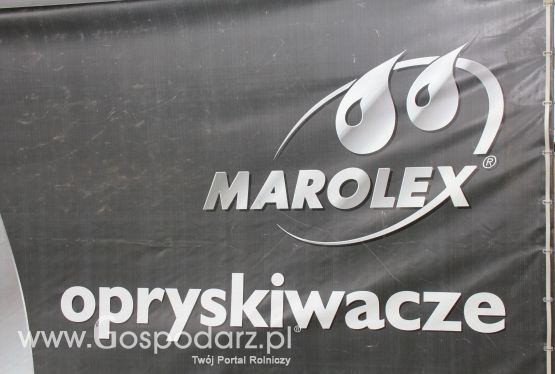 MAROLEX®
opryskiwacze
www.Gospodarz.pl®
Twój Portal Rolniczy